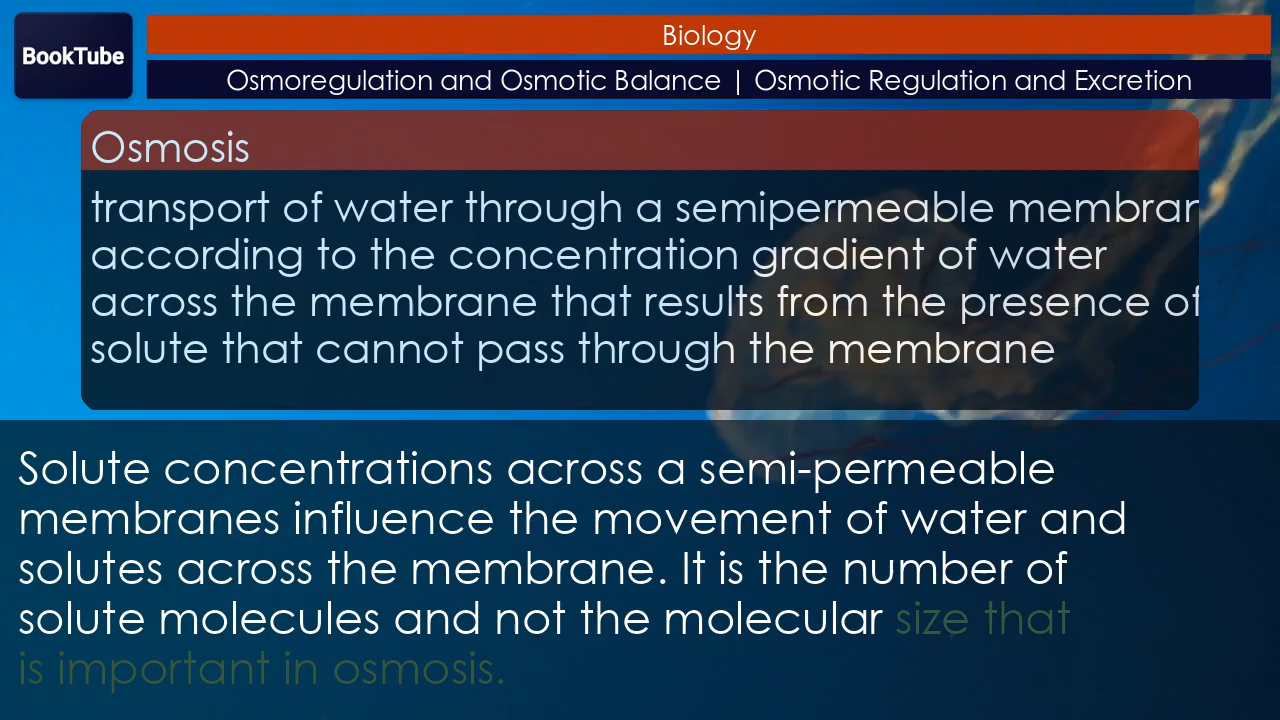 BookTube
Biology
Osmoregulation and Osmotic Balance | Osmotic Regulation and Excretion
Osmosis
transport of water through a semipermeable membran
according to the concentration gradient of water
across the membrane that results from the presence of
solute that cannot pass through the membrane
Solute concentrations across a semi-permeable
membranes influence the movement of water and
solutes across the membrane. It is the number of
solute molecules and not the molecular size that
is important in osmosis.